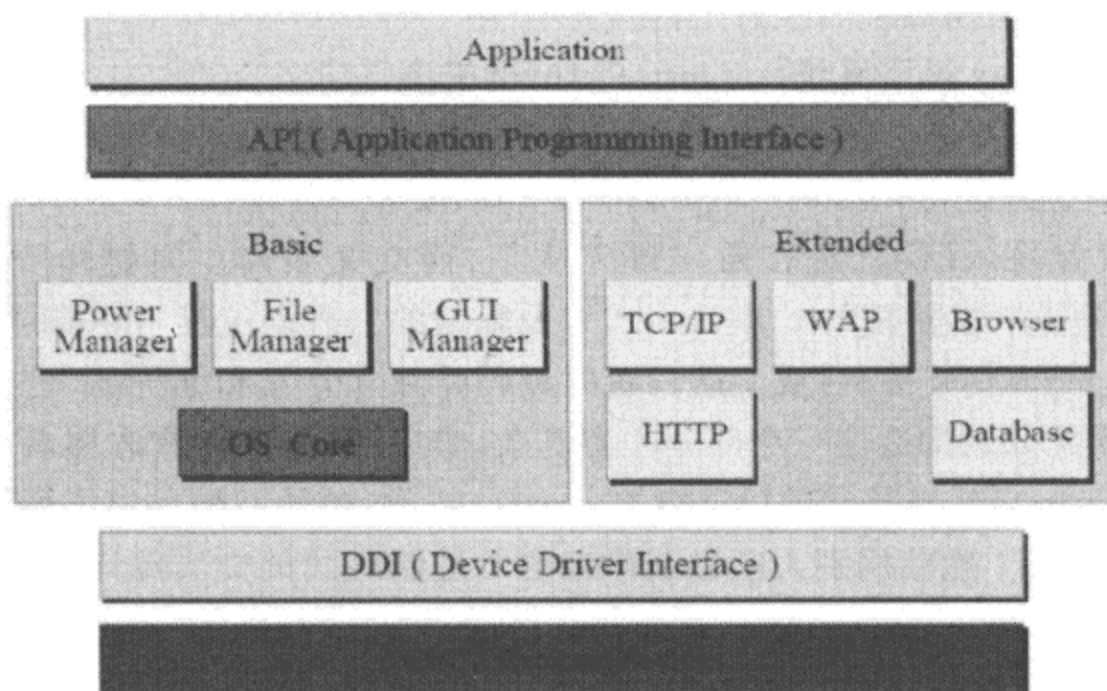 Application
API ( Application Programming Interface )
Basic
Power
Manager
File
Manager
GUI
Manager
OS Core
Extended
TCP/IP
WAP
Browser
HTTP
Database
DDI ( Device Driver Interface )